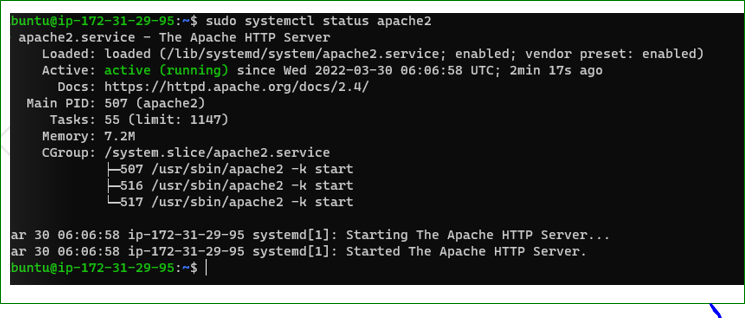 buntu@ip-172-31-29-95:~$ sudo systemctl status apache2
apache2.service - The Apache HTTP Server
Loaded: loaded (/lib/systemd/system/apache2.service; enabled; vendor preset: enabled)
Active: active (running) since Wed 2022-03-30 06:06:58 UTC; 2min 17s ago
Docs: https://httpd.apache.org/docs/2.4/
Main PID: 507 (apache2)
Tasks: 55 (limit: 1147)
Memory: 7.2M
CGroup: /system.slice/apache2.service
├─507 /usr/sbin/apache2 -k start
├─516 /usr/sbin/apache2 -k start
└─517 /usr/sbin/apache2 -k start
ar 30 06:06:58 ip-172-31-29-95 systemd[1]: Starting The Apache HTTP Server...
ar 30 06:06:58 ip-172-31-29-95 systemd[1]: Started The Apache HTTP Server.
buntu@ip-172-31-29-95:~$